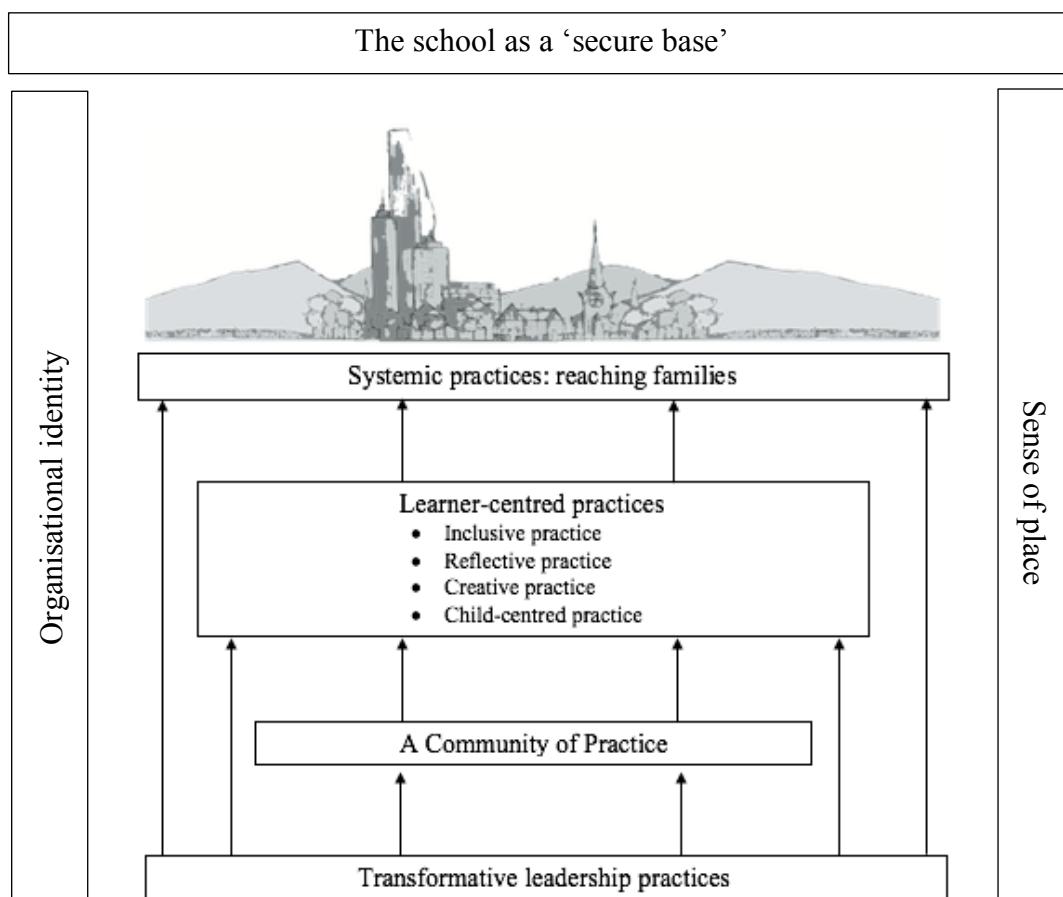 The school as a ‘secure base’
Organisational identity
Sense of place
Systemic practices: reaching families
Learner-centred practices
• Inclusive practice
• Reflective practice
• Creative practice
• Child-centred practice
A Community of Practice
Transformative leadership practices